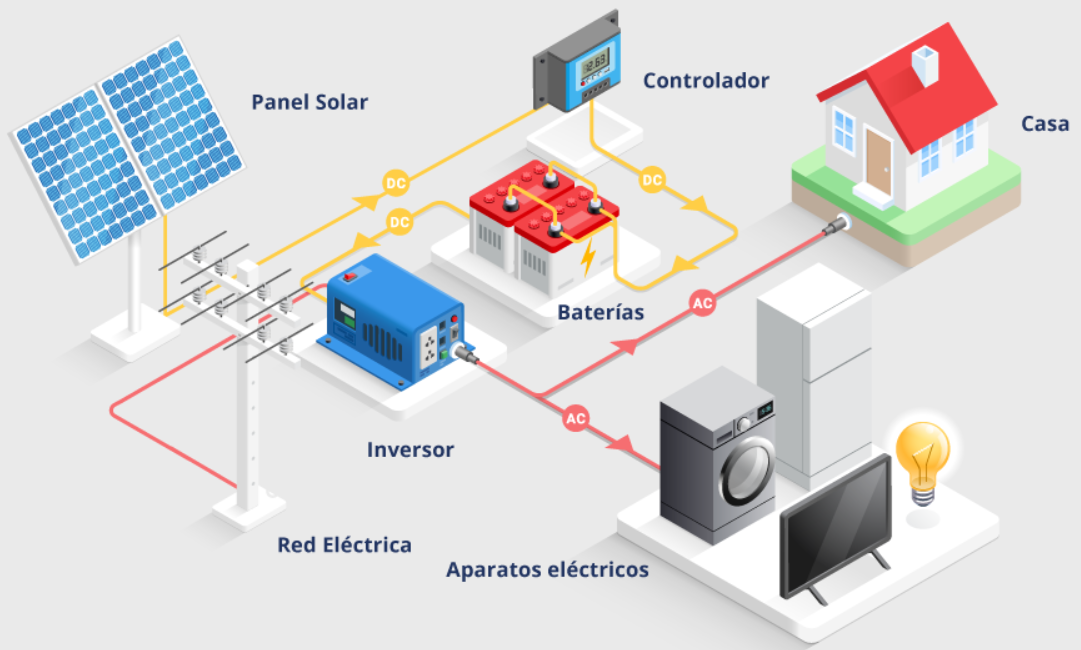 Panel Solar
12.63
Controlador
Casa
DC
DC
DC
Baterías
AC
AC
Inversor
Red Eléctrica
Aparatos eléctricos